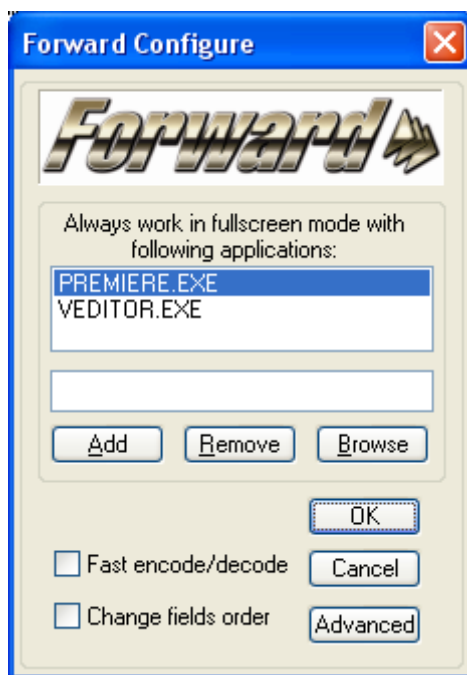 Forward Configure
Forward
Always work in fullscreen mode with
following applications:
PREMIERE.EXE
VEDITOR.EXE
Add Remove Browse
OK
Fast encode/decode Cancel
Change fields order Advanced